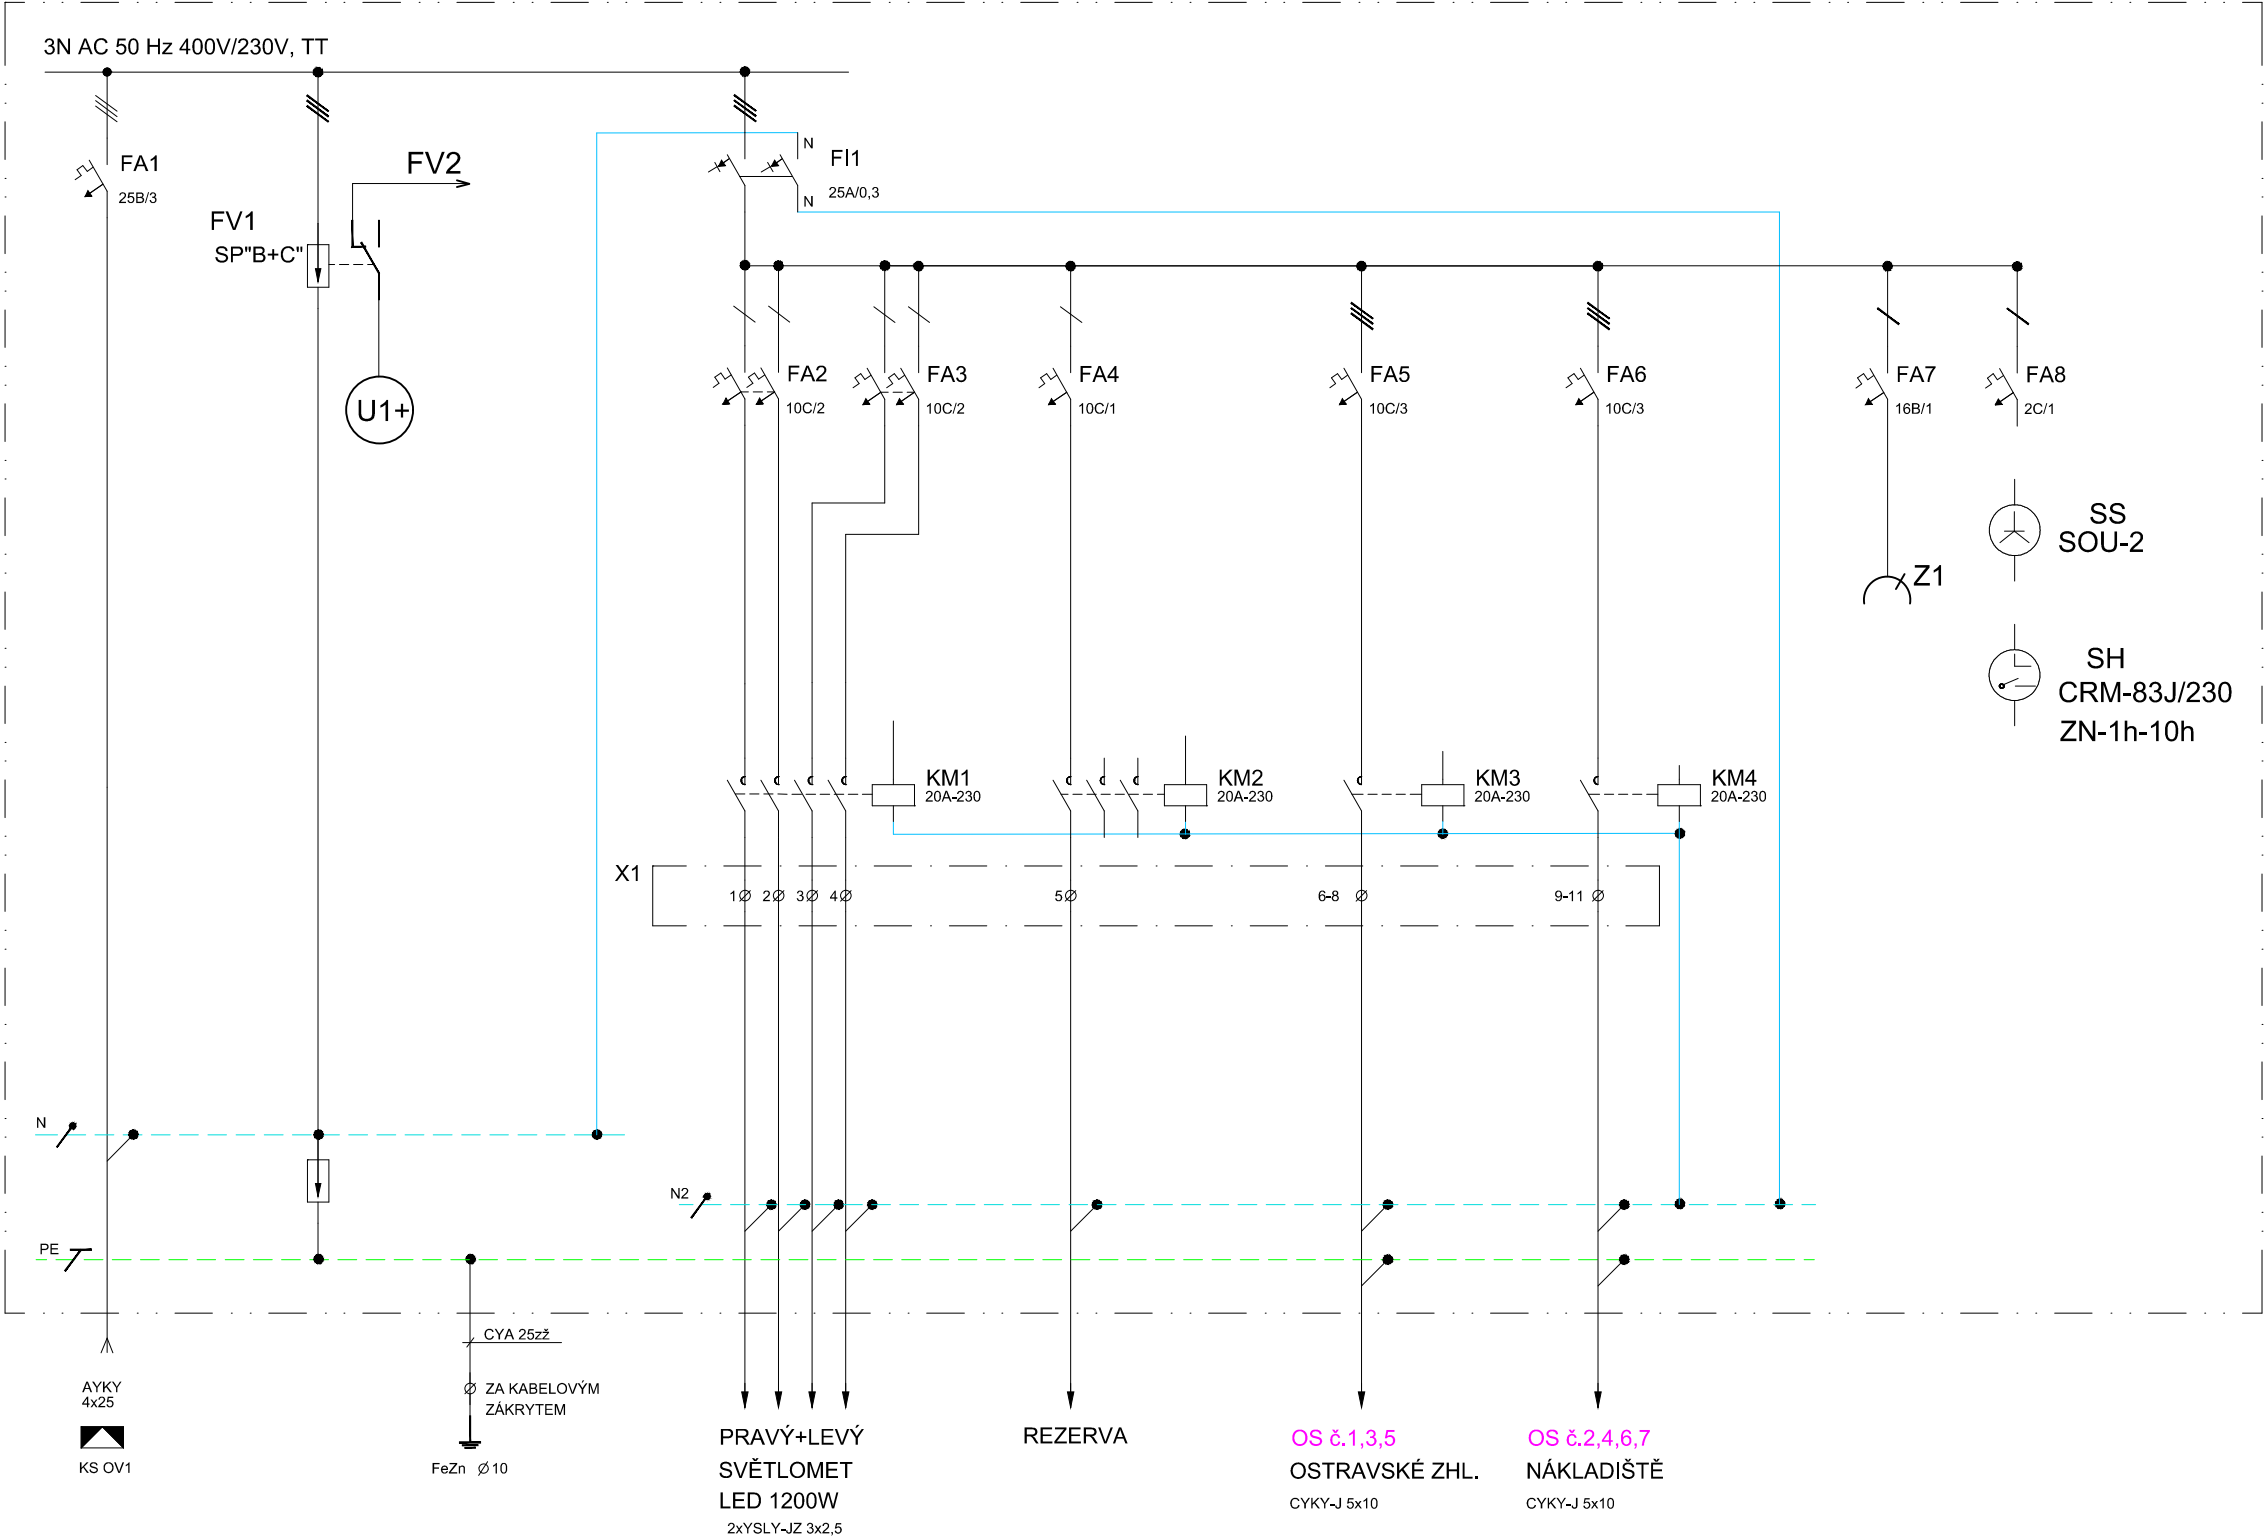 3N AC 50 Hz 400V/230V, TT
FA1
25B/3
FV2
FV1
SP"B+C"
U1+
N
FI1
25A/0,3
N
FA2
10C/2
FA3
10C/2
FA4
10C/1
FA5
10C/3
FA6
10C/3
FA7
16B/1
FA8
2C/1
SS
SOU-2
Z1
SH
CRM-83J/230
ZN-1h-10h
KM1
20A-230
KM2
20A-230
KM3
20A-230
KM4
20A-230
X1
1 2 3 4 5 6-8 9-11
N
N2
PE
CYA 25zž
AYKY
4x25
KS OV1
ZA KABELOVÝM
ZÁKRYTEM
FeZn Ø10
PRAVÝ+LEVÝ
SVĚTLOMET
LED 1200W
2xYSLY-JZ 3x2,5
REZERVA
OS č.1,3,5
OSTRAVSKÉ ZHL.
CYKY-J 5x10
OS č.2,4,6,7
NÁKLADIŠTĚ
CYKY-J 5x10